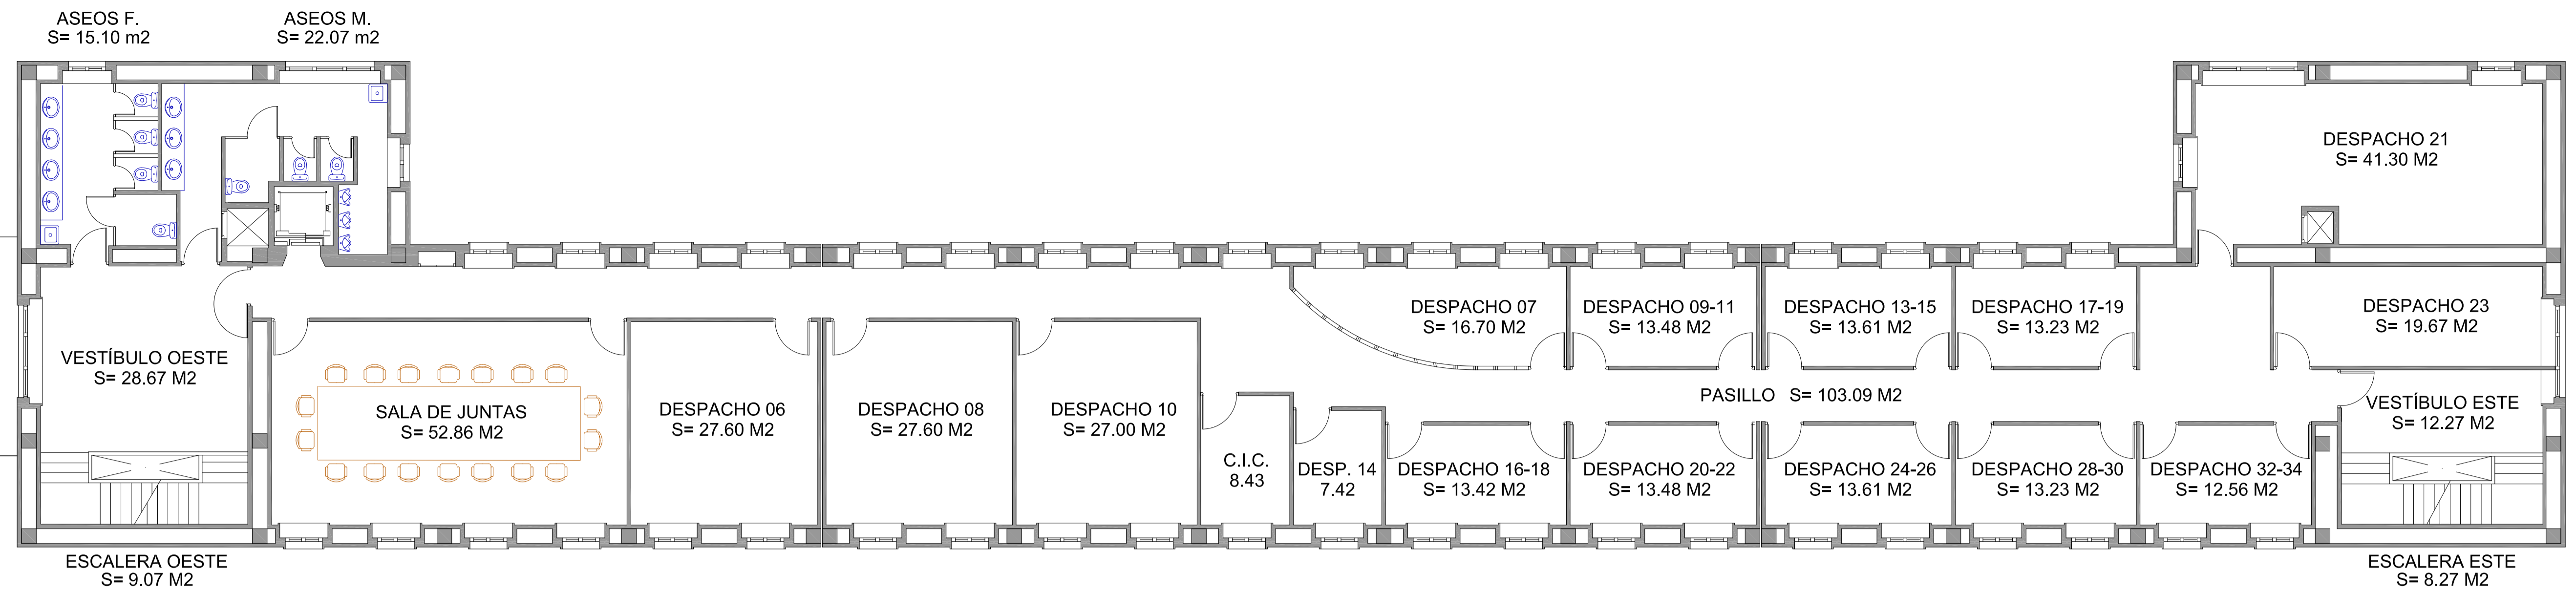 ASEOS F.
S= 15.10 m2
ASEOS M.
S= 22.07 m2
DESPACHO 21
S= 41.30 M2
DESPACHO 07
S= 16.70 M2
DESPACHO 09-11
S= 13.48 M2
DESPACHO 13-15
S= 13.61 M2
DESPACHO 17-19
S= 13.23 M2
DESPACHO 23
S= 19.67 M2
VESTÍBULO OESTE
S= 28.67 M2
PASILLO S= 103.09 M2
SALA DE JUNTAS
S= 52.86 M2
DESPACHO 06
S= 27.60 M2
DESPACHO 08
S= 27.60 M2
DESPACHO 10
S= 27.00 M2
VESTÍBULO ESTE
S= 12.27 M2
C.I.C.
8.43
DESP. 14
7.42
DESPACHO 16-18
S= 13.42 M2
DESPACHO 20-22
S= 13.48 M2
DESPACHO 24-26
S= 13.61 M2
DESPACHO 28-30
S= 13.23 M2
DESPACHO 32-34
S= 12.56 M2
ESCALERA OESTE
S= 9.07 M2
ESCALERA ESTE
S= 8.27 M2